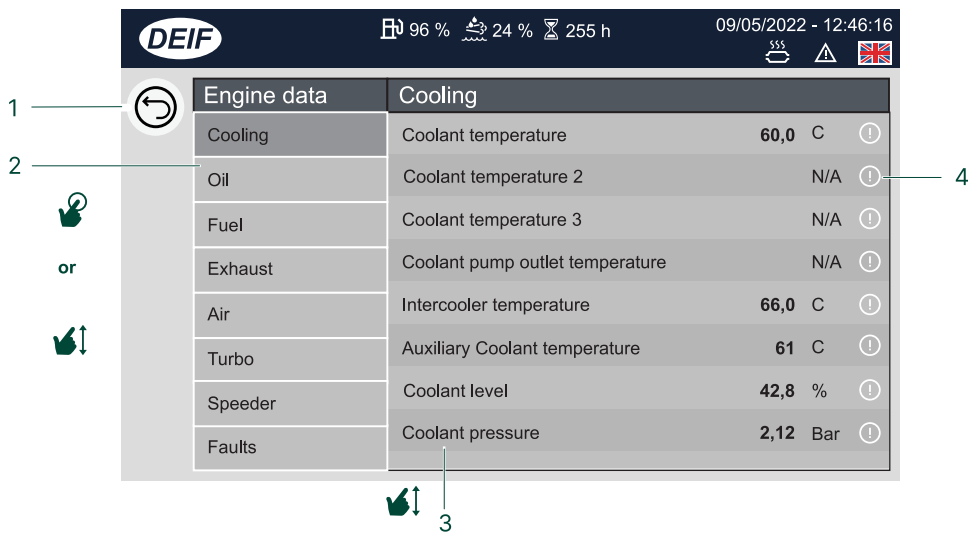 DEIF
96 % 24 % 255 h
09/05/2022 - 12:46:16
Engine data
Cooling
1
Cooling
Coolant temperature 60,0 C
2
Oil
Coolant temperature 2 N/A
4
Fuel
Coolant temperature 3 N/A
or
Exhaust
Coolant pump outlet temperature N/A
Air
Intercooler temperature 66,0 C
Turbo
Auxiliary Coolant temperature 61 C
Speeder
Coolant level 42,8 %
Faults
Coolant pressure 2,12 Bar
3